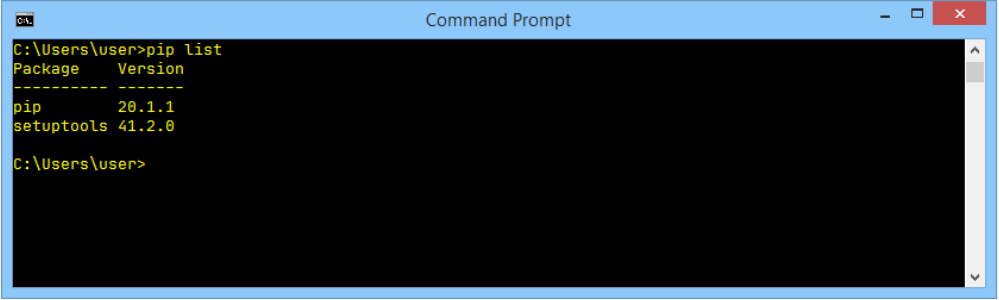 Command Prompt
C:\Users\user>pip list
Package    Version
---------- -------
pip        20.1.1
setuptools 41.2.0
C:\Users\user>